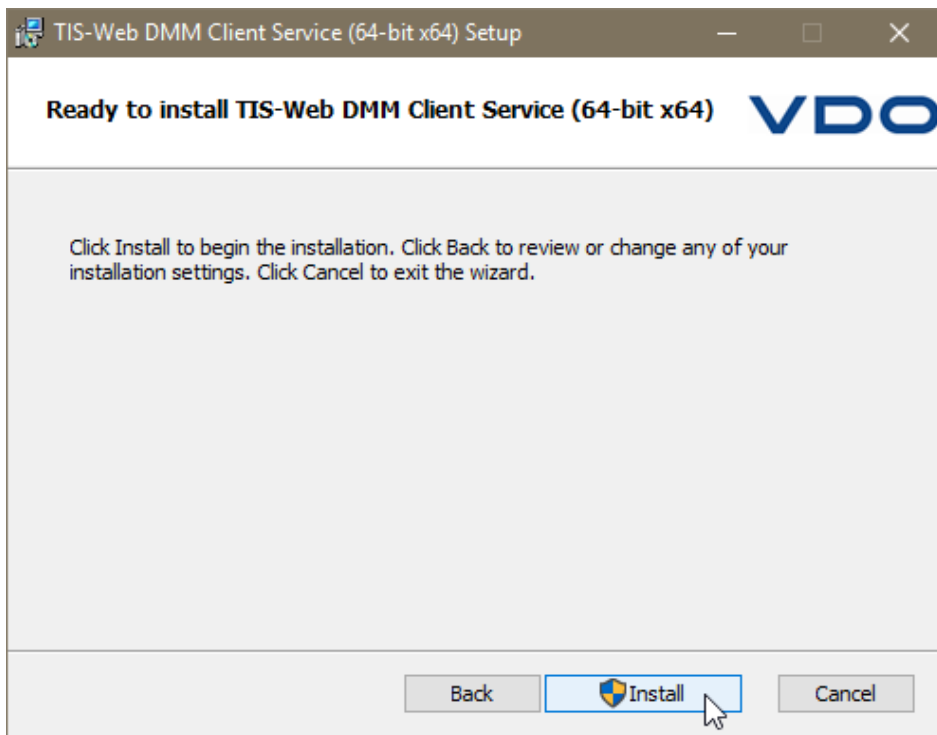 TIS-Web DMM Client Service (64-bit x64) Setup
Ready to install TIS-Web DMM Client Service (64-bit x64)
VDO
Click Install to begin the installation. Click Back to review or change any of your
installation settings. Click Cancel to exit the wizard.
Back
Install
Cancel